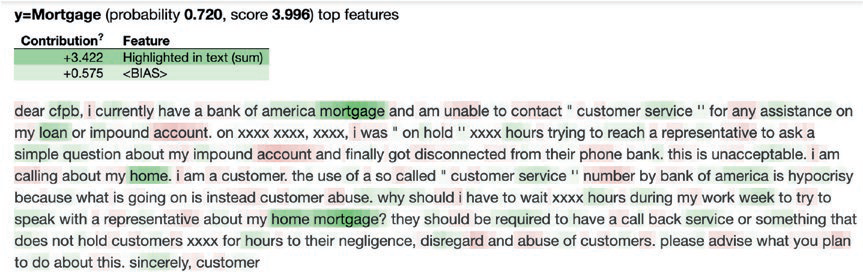 y=Mortgage (probability 0.720, score 3.996) top features
Contribution? Feature
+3.422 Highlighted in text (sum)
+0.575 <BIAS>
dear cfpb, i currently have a bank of america mortgage and am unable to contact " customer service '' for any assistance on
my loan or impound account. on xxxx xxxx, xxxx, i was " on hold '' xxxx hours trying to reach a representative to ask a
simple question about my impound account and finally got disconnected from their phone bank. this is unacceptable. i am
calling about my home. i am a customer. the use of a so called " customer service '' number by bank of america is hypocrisy
because what is going on is instead customer abuse. why should i have to wait xxxx hours during my work week to try to
speak with a representative about my home mortgage? they should be required to have a call back service or something that
does not hold customers xxxx for hours to their negligence, disregard and abuse of customers. please advise what you plan
to do about this. sincerely, customer